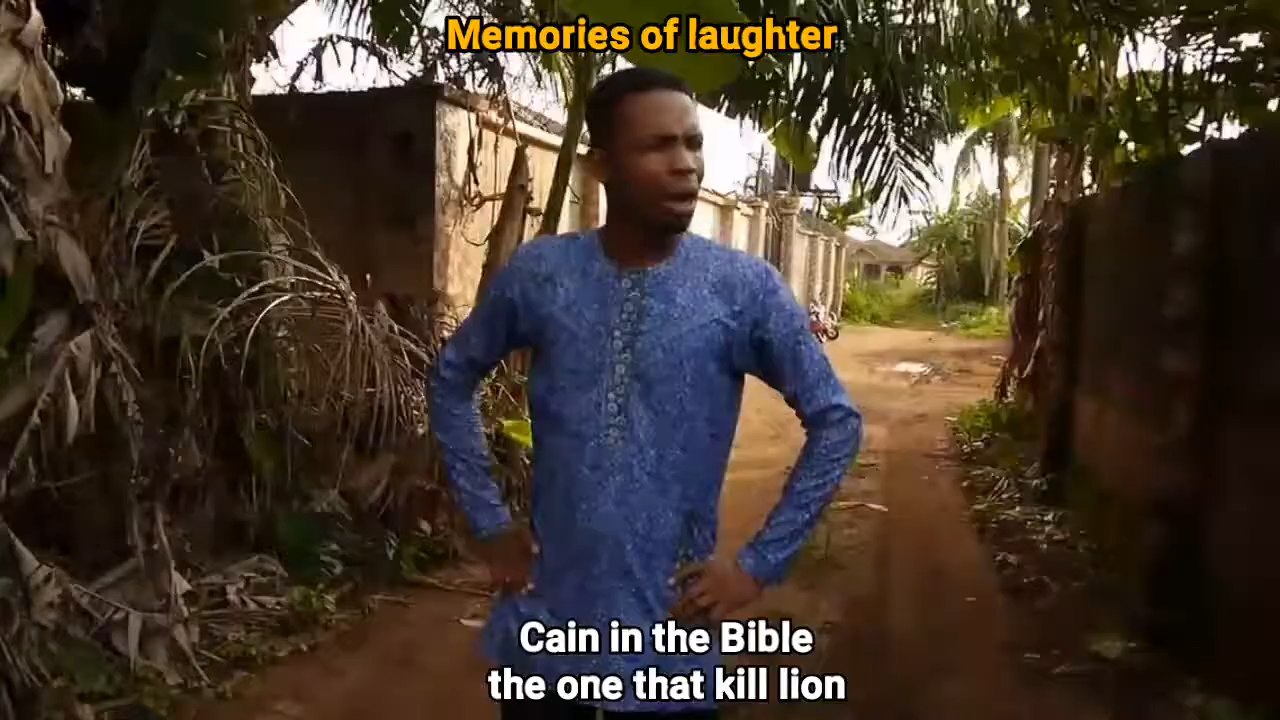 Memories of laughter
Cain in the Bible
the one that kill lion